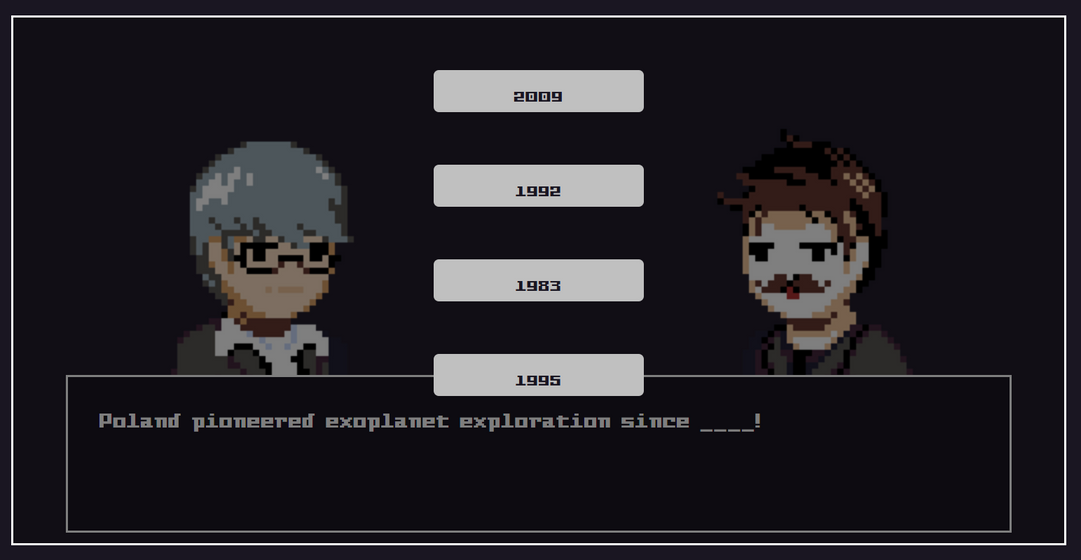 2009
1992
1983
1995
Poland pioneered exoplanet exploration since ____!